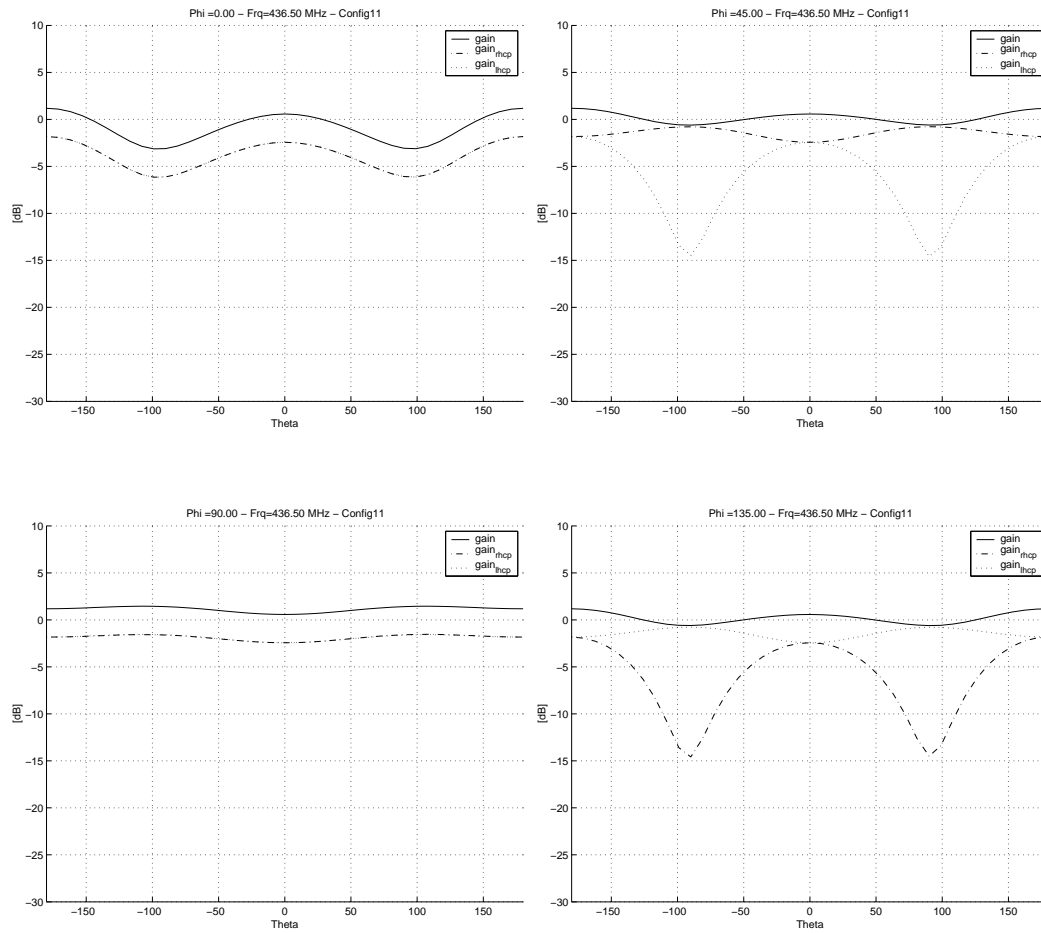 Phi =0.00 − Frq=436.50 MHz − Config11
10
5
0
−5
−10
−15
−20
−25
−30
[dB]
−150 −100 −50 0 50 100 150
Theta
gain
gain_rhcp
gain_lhcp
Phi =45.00 − Frq=436.50 MHz − Config11
10
5
0
−5
−10
−15
−20
−25
−30
[dB]
−150 −100 −50 0 50 100 150
Theta
gain
gain_rhcp
gain_lhcp
Phi =90.00 − Frq=436.50 MHz − Config11
10
5
0
−5
−10
−15
−20
−25
−30
[dB]
−150 −100 −50 0 50 100 150
Theta
gain
gain_rhcp
gain_lhcp
Phi =135.00 − Frq=436.50 MHz − Config11
10
5
0
−5
−10
−15
−20
−25
−30
[dB]
−150 −100 −50 0 50 100 150
Theta
gain
gain_rhcp
gain_lhcp